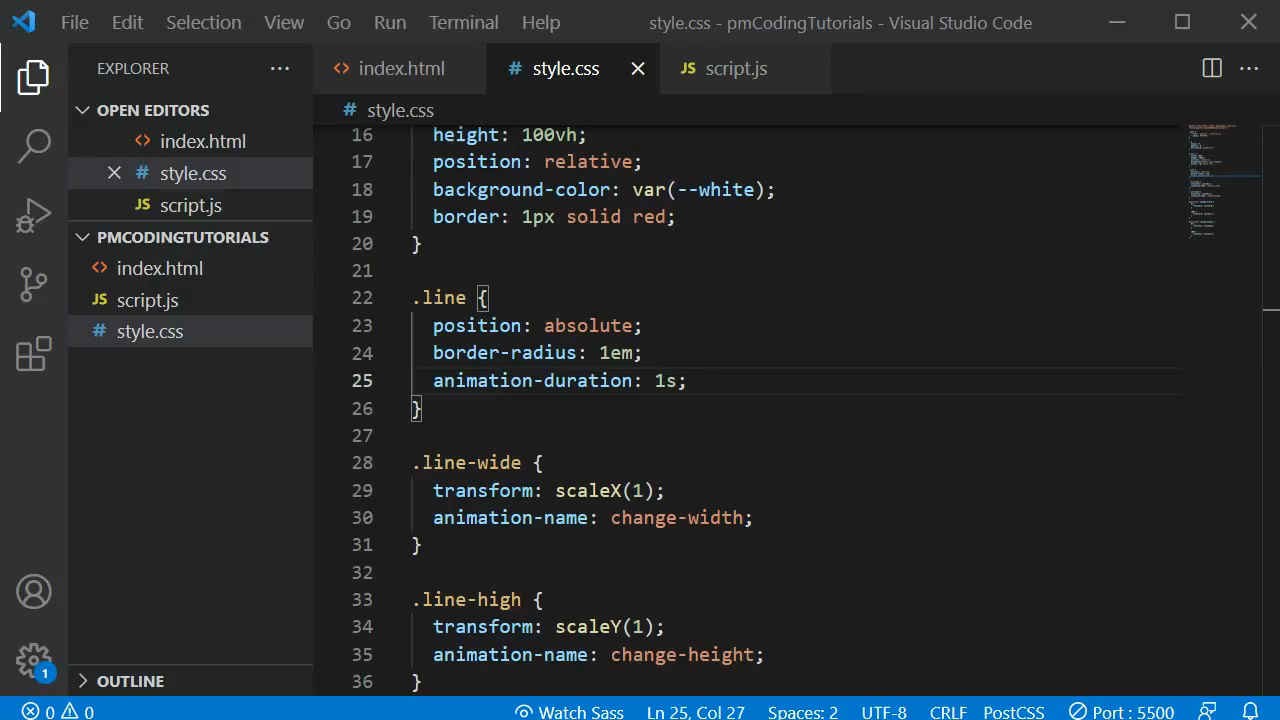 File Edit Selection View Go Run Terminal Help style.css - pmCodingTutorials - Visual Studio Code
EXPLORER
OPEN EDITORS
index.html
style.css
JS script.js
PMCODINGTUTORIALS
index.html
JS script.js
# style.css
OUTLINE
1
index.html # style.css JS script.js
# style.css
16 height: 100vh;
17 position: relative;
18 background-color: var(--white);
19 border: 1px solid red;
20 }
21
22 .line {
23 position: absolute;
24 border-radius: 1em;
25 animation-duration: 1s;
26 }
27
28 .line-wide {
29 transform: scaleX(1);
30 animation-name: change-width;
31 }
32
33 .line-high {
34 transform: scaleY(1);
35 animation-name: change-height;
36 }
0 0 Watch Sass Ln 25, Col 27 Spaces: 2 UTF-8 CRLF PostCSS Port : 5500